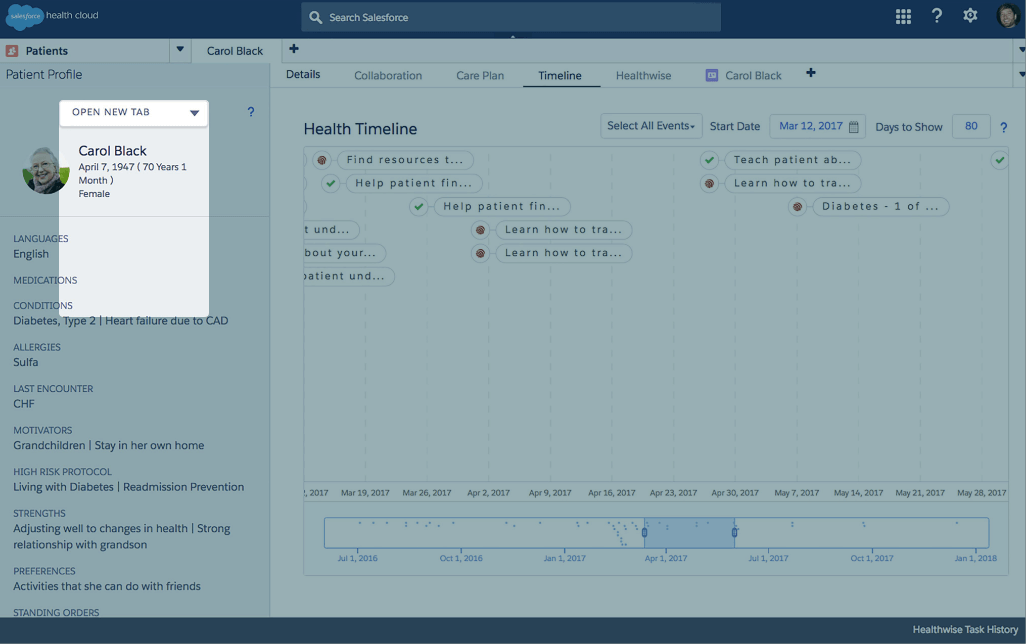 salesforce health cloud
Search Salesforce
?
Patients
Carol Black
+
Patient Profile
Details
Collaboration
Care Plan
Timeline
Healthwise
Carol Black
+
OPEN NEW TAB
?
Carol Black
April 7, 1947 ( 70 Years 1
Month )
Female
LANGUAGES
English
MEDICATIONS
CONDITIONS
Diabetes, Type 2 | Heart failure due to CAD
ALLERGIES
Sulfa
LAST ENCOUNTER
CHF
MOTIVATORS
Grandchildren | Stay in her own home
HIGH RISK PROTOCOL
Living with Diabetes | Readmission Prevention
STRENGTHS
Adjusting well to changes in health | Strong
relationship with grandson
PREFERENCES
Activities that she can do with friends
STANDING ORDERS
Health Timeline
Select All Events
Start Date
Mar 12, 2017
Days to Show
80
?
Find resources t...
Teach patient ab...
Help patient fin...
Learn how to tra...
Help patient fin...
Diabetes - 1 of ...
t und...
Learn how to tra...
bout your...
Learn how to tra...
patient und...
2, 2017 Mar 19, 2017 Mar 26, 2017 Apr 2, 2017 Apr 9, 2017 Apr 16, 2017 Apr 23, 2017 Apr 30, 2017 May 7, 2017 May 14, 2017 May 21, 2017 May 28, 2017
Jul 1, 2016 Oct 1, 2016 Jan 1, 2017 Apr 1, 2017 Jul 1, 2017 Oct 1, 2017 Jan 1, 2018
Healthwise Task History